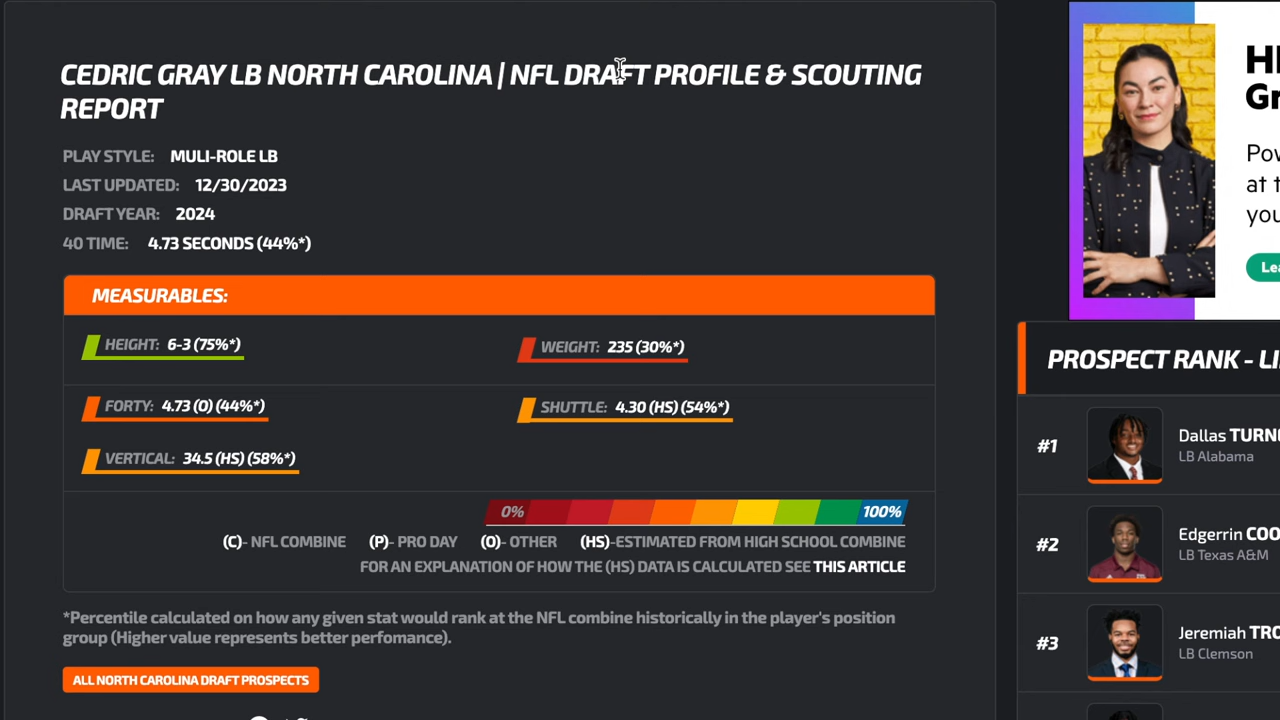 CEDRIC GRAY LB NORTH CAROLINA | NFL DRAFT PROFILE & SCOUTING
REPORT
PLAY STYLE: MULI-ROLE LB
LAST UPDATED: 12/30/2023
DRAFT YEAR: 2024
40 TIME: 4.73 SECONDS (44%*)
MEASURABLES:
HEIGHT: 6-3 (75%*)
WEIGHT: 235 (30%*)
FORTY: 4.73 (O) (44%*)
SHUTTLE: 4.30 (HS) (54%*)
VERTICAL: 34.5 (HS) (58%*)
0% 100%
(C)- NFL COMBINE (P)- PRO DAY (O)- OTHER (HS)-ESTIMATED FROM HIGH SCHOOL COMBINE
FOR AN EXPLANATION OF HOW THE (HS) DATA IS CALCULATED SEE THIS ARTICLE
*Percentile calculated on how any given stat would rank at the NFL combine historically in the player's position
group (Higher value represents better perfomance).
ALL NORTH CAROLINA DRAFT PROSPECTS
Gr
Pow
at t
you
Lea
PROSPECT RANK - LI
#1
Dallas TURN
LB Alabama
#2
Edgerrin COO
LB Texas A&M
#3
Jeremiah TRO
LB Clemson